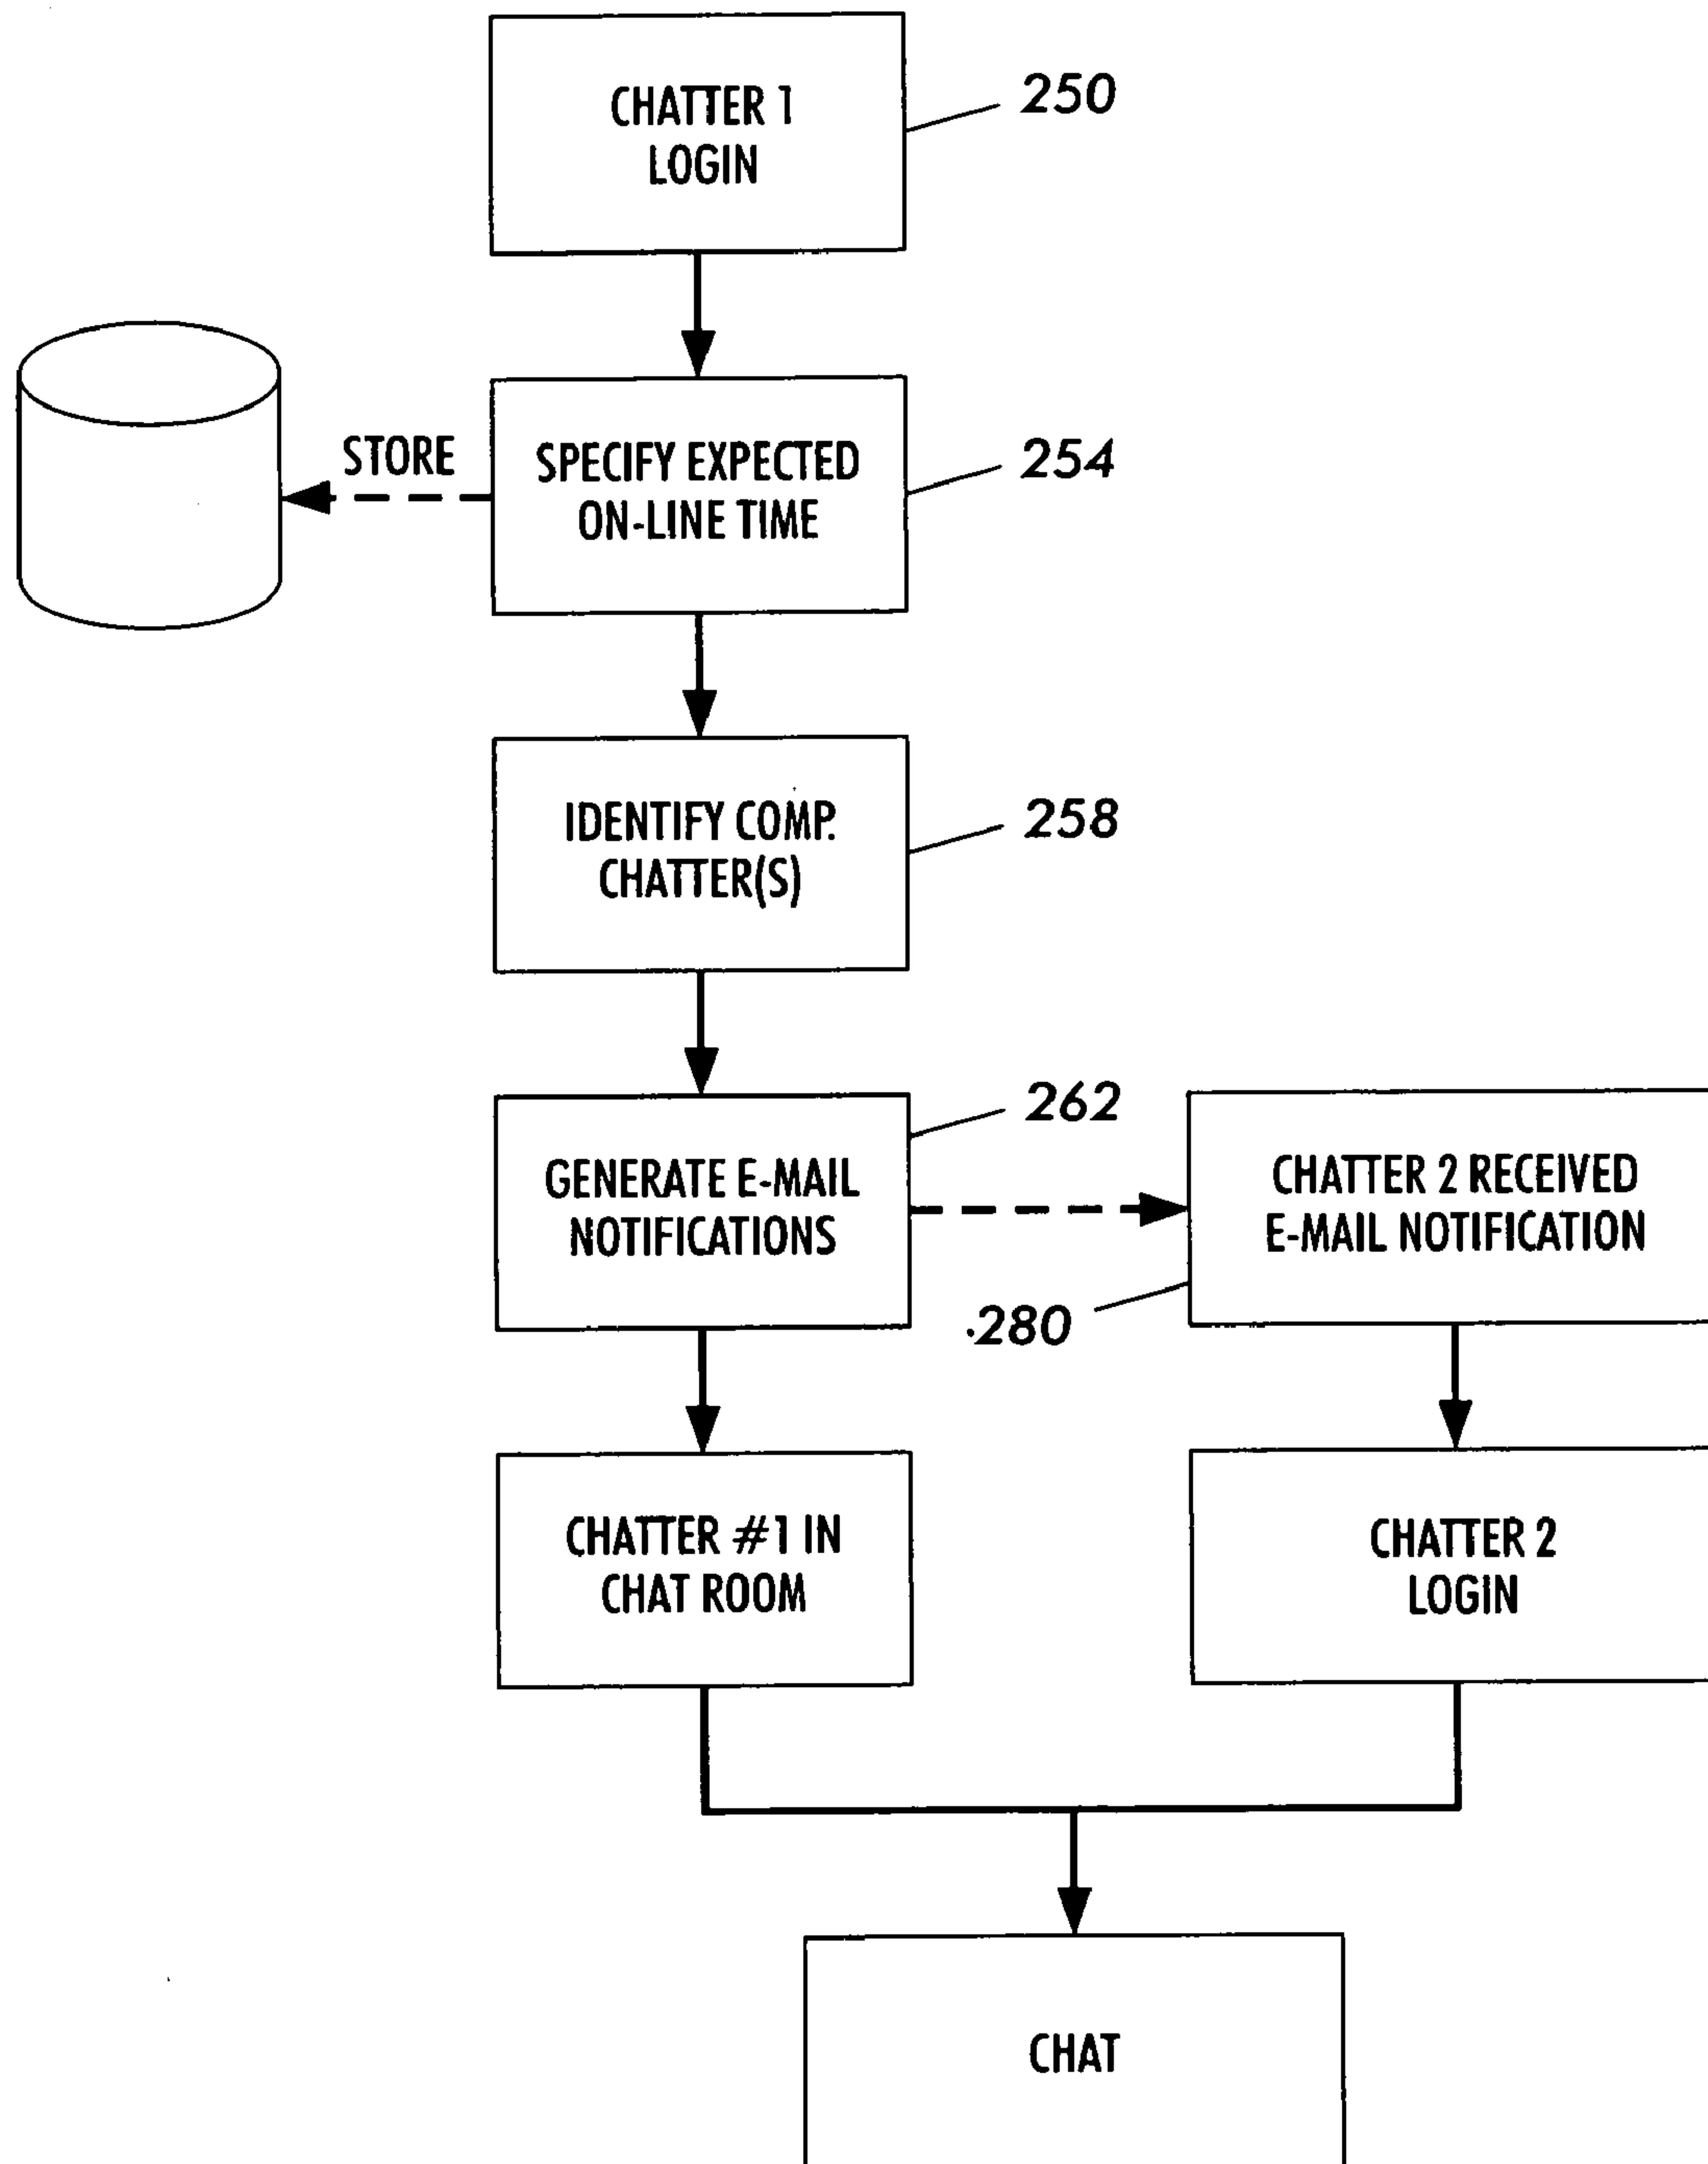 CHATTER 1
LOGIN
250
STORE
SPECIFY EXPECTED
ON-LINE TIME
254
IDENTIFY COMP.
CHATTER(S)
258
GENERATE E-MAIL
NOTIFICATIONS
262
CHATTER 2 RECEIVED
E-MAIL NOTIFICATION
280
CHATTER #1 IN
CHAT ROOM
CHATTER 2
LOGIN
CHAT